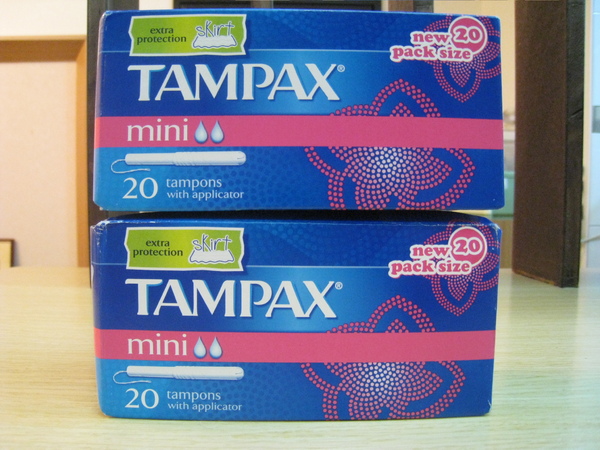 extra
protection
skirt
new 20
pack size
TAMPAX®
mini
20 tampons
with applicator
extra
protection
skirt
new 20
pack size
TAMPAX®
mini
20 tampons
with applicator